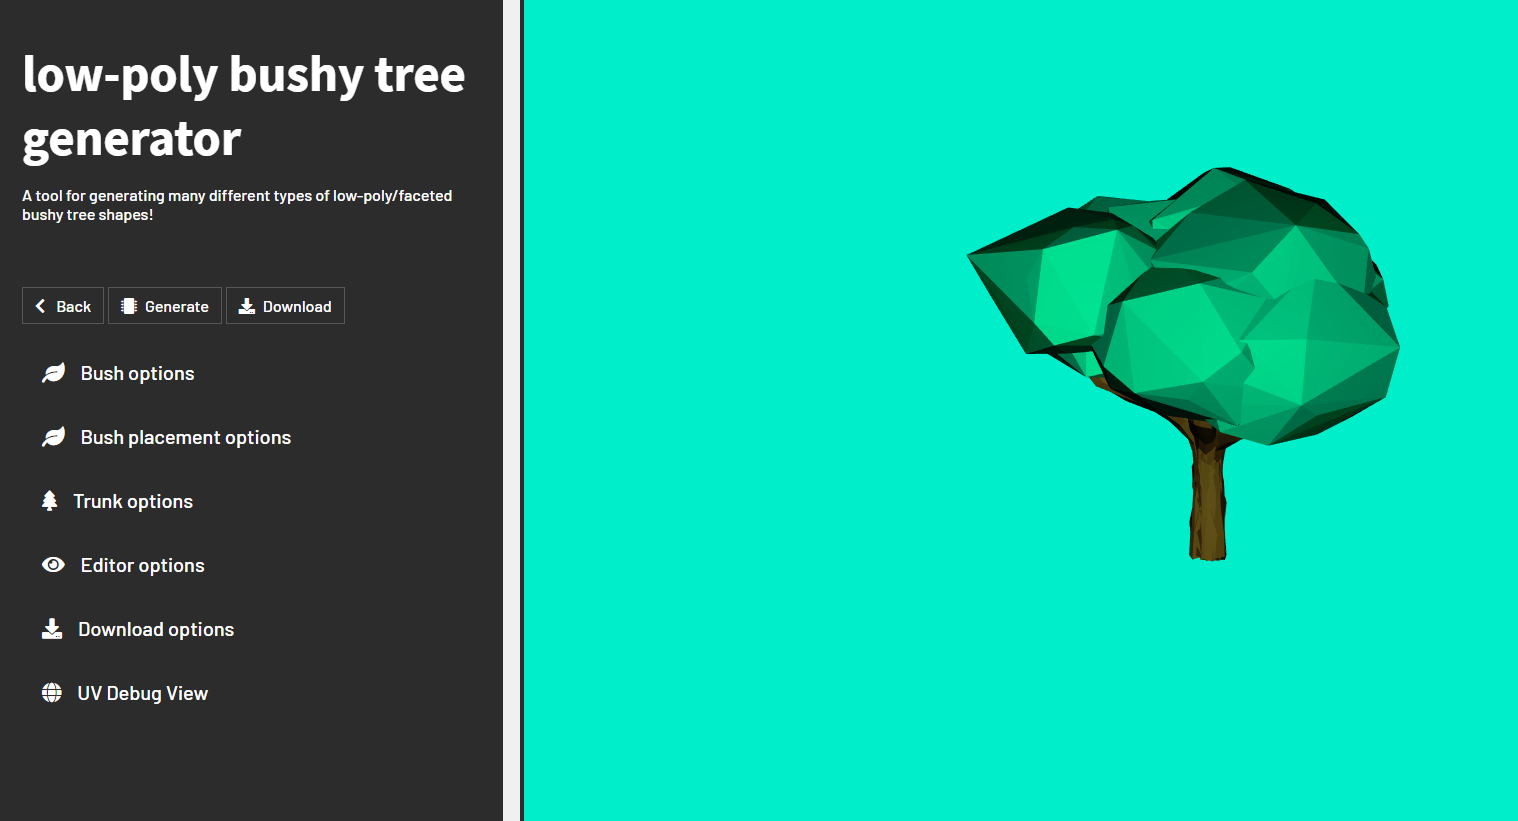 low-poly bushy tree
generator
A tool for generating many different types of low-poly/faceted
bushy tree shapes!
Back Generate Download
Bush options
Bush placement options
Trunk options
Editor options
Download options
UV Debug View